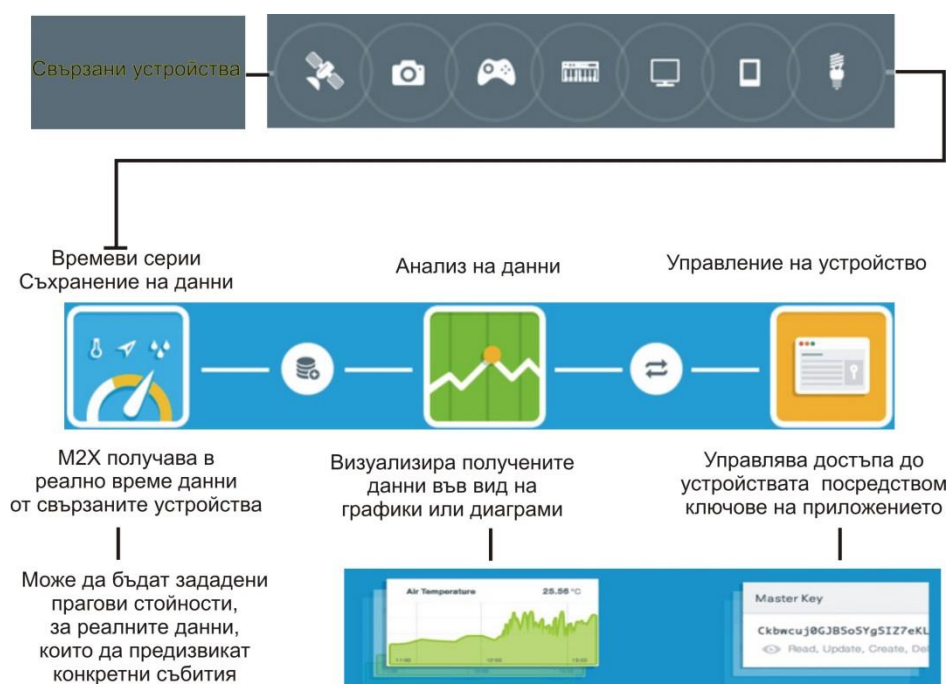 Свързани устройства
Времеви серии
Съхранение на данни
Анализ на данни
Управление на устройство
M2X получава в
реално време данни
от свързаните устройства
Визуализира получените
данни във вид на
графики или диаграми
Управлява достъпа до
устройствата посредством
ключове на приложението
Може да бъдат зададени
прагови стойности,
за реалните данни,
които да предизвикат
конкретни събития
Air Temperature 25.56 °C
11:00
Master Key
Read, Update, Create, Del